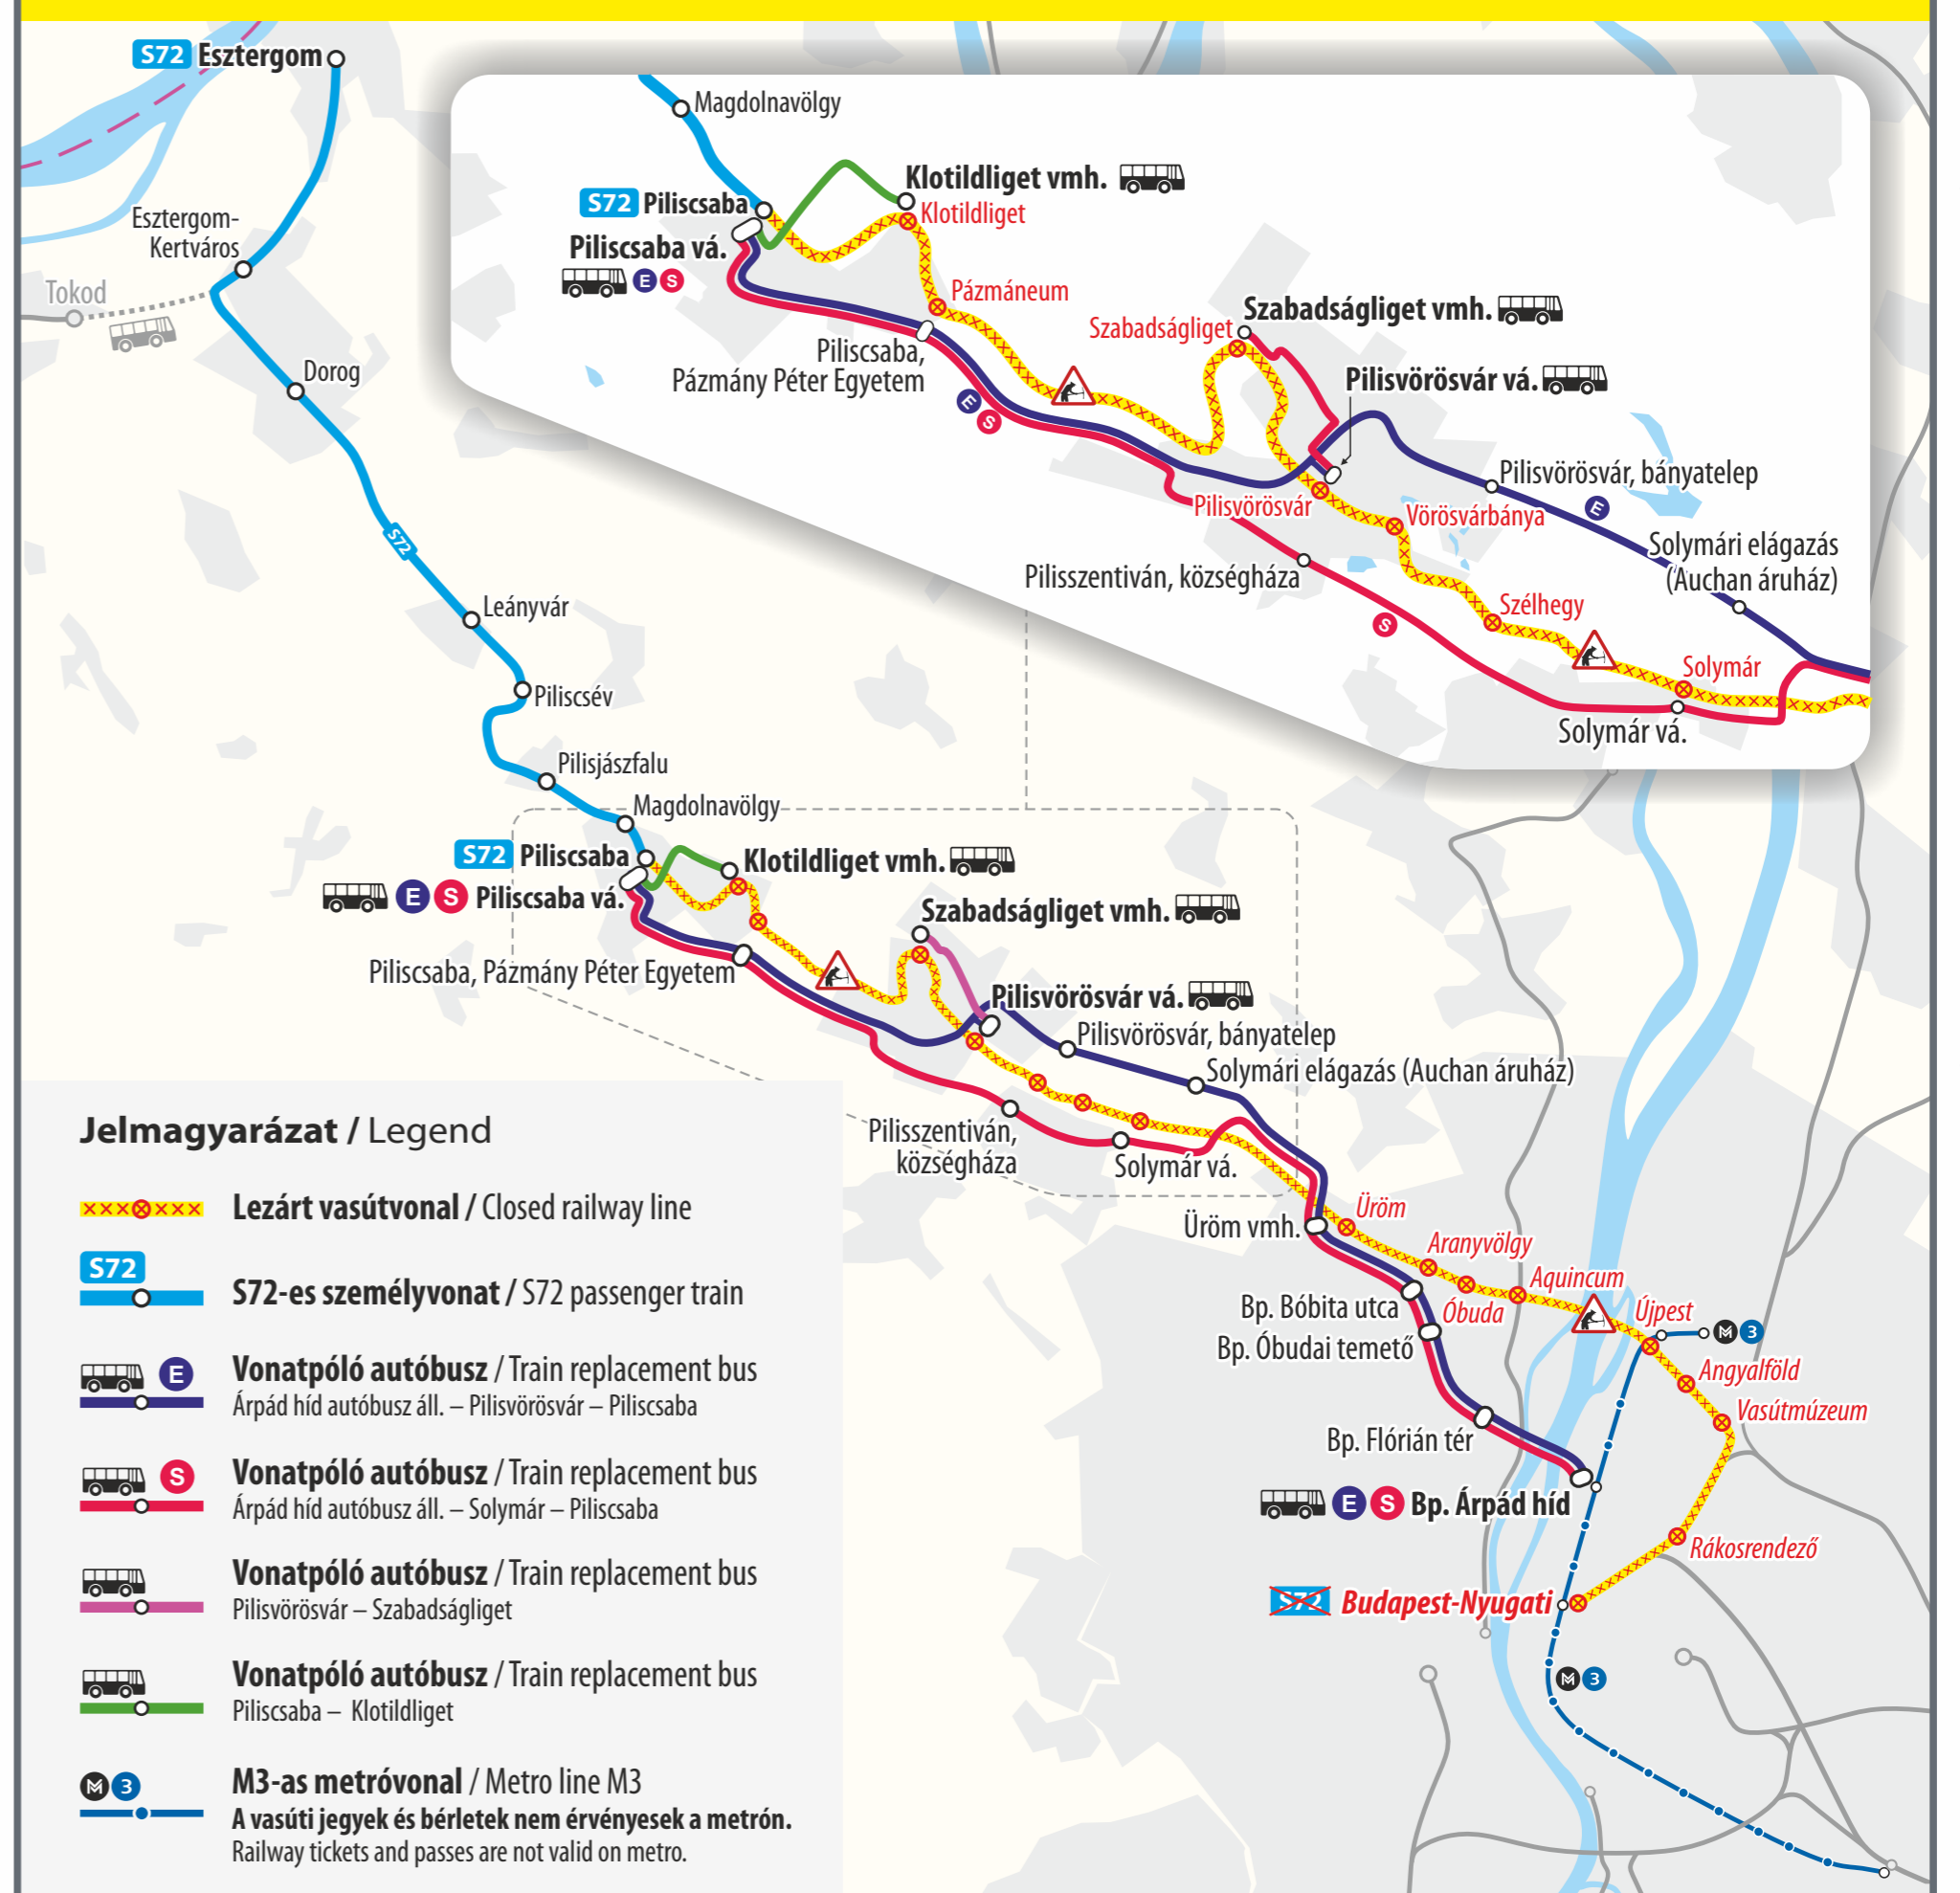 S72 Esztergom
Esztergom-
Kertváros
Tokod
Dorog
S72
Leányvár
Piliscsév
Pilisjászfalu
Magdolnavölgy
S72 Piliscsaba
E S Piliscsaba vá.
Klotildliget vmh.
Szabadságliget vmh.
Piliscsaba, Pázmány Péter Egyetem
Pilisvörösvár vá.
Pilisvörösvár, bányatelep
Solymári elágazás (Auchan áruház)
Pilisszentiván,
községháza
Solymár vá.
Üröm vmh.
Üröm
Aranyvölgy
Aquincum
Bp. Bóbita utca
Óbuda
Újpest
M 3
Bp. Óbudai temető
Angyalföld
Vasútmúzeum
Bp. Flórián tér
E S Bp. Árpád híd
Rákosrendező
S72 Budapest-Nyugati
M 3
Magdolnavölgy
Klotildliget vmh.
S72 Piliscsaba
Klotildliget
Piliscsaba vá.
E S
Pázmáneum
Szabadságliget vmh.
Szabadságliget
Piliscsaba,
Pázmány Péter Egyetem
Pilisvörösvár vá.
E
S
Pilisvörösvár, bányatelep
Pilisvörösvár
Vörösvárbánya
E
Solymári elágazás
(Auchan áruház)
Pilisszentiván, községháza
Szélhegy
S
Solymár
Solymár vá.
Jelmagyarázat / Legend
Lezárt vasútvonal / Closed railway line
S72
S72-es személyvonat / S72 passenger train
E Vonatpóló autóbusz / Train replacement bus
Árpád híd autóbusz áll. – Pilisvörösvár – Piliscsaba
S Vonatpóló autóbusz / Train replacement bus
Árpád híd autóbusz áll. – Solymár – Piliscsaba
Vonatpóló autóbusz / Train replacement bus
Pilisvörösvár – Szabadságliget
Vonatpóló autóbusz / Train replacement bus
Piliscsaba – Klotildliget
M 3 M3-as metróvonal / Metro line M3
A vasúti jegyek és bérletek nem érvényesek a metrón.
Railway tickets and passes are not valid on metro.